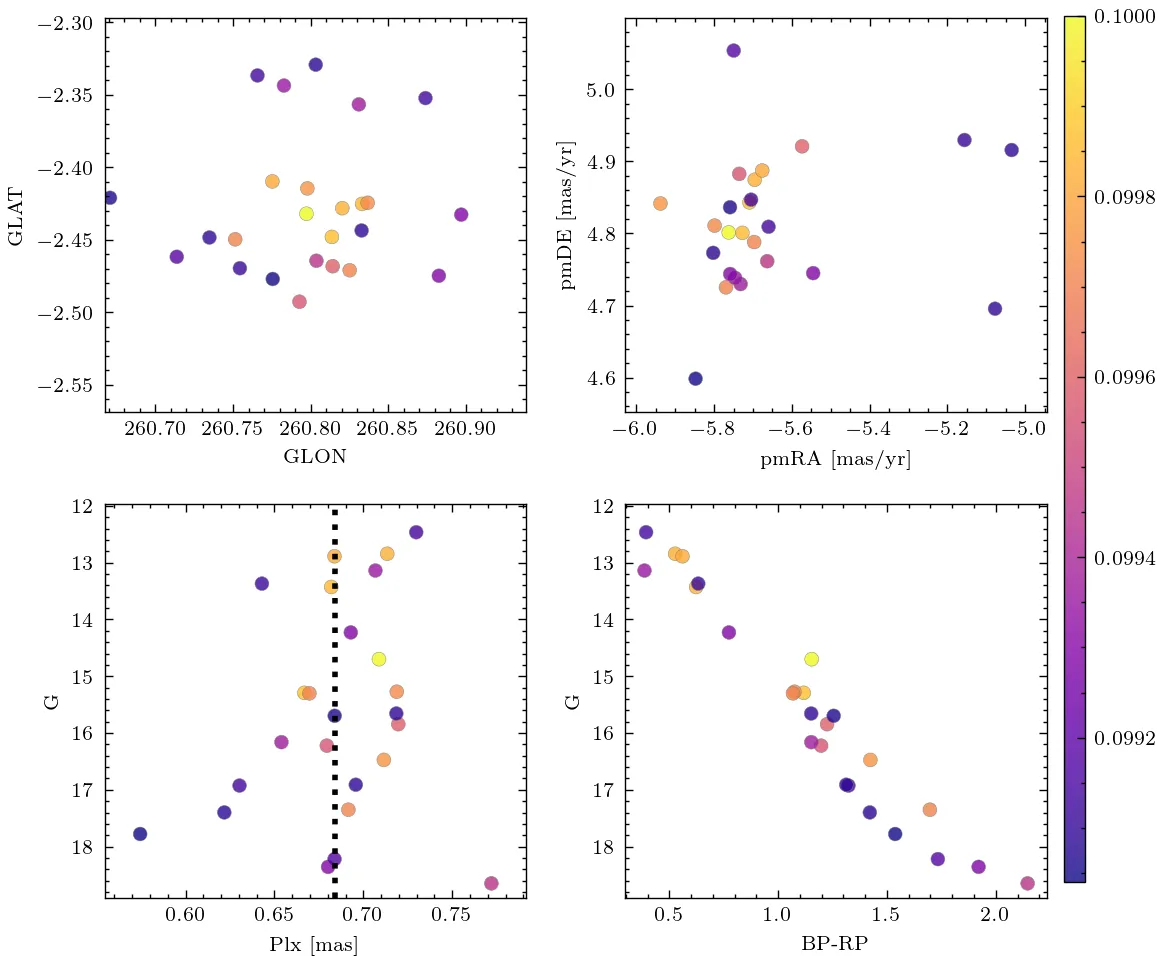 −2.30
−2.35
−2.40
−2.45
−2.50
−2.55
GLAT
260.70 260.75 260.80 260.85 260.90
GLON
5.0
4.9
4.8
4.7
4.6
pmDE [mas/yr]
−6.0 −5.8 −5.6 −5.4 −5.2 −5.0
pmRA [mas/yr]
12
13
14
15
16
17
18
G
0.60 0.65 0.70 0.75
Plx [mas]
12
13
14
15
16
17
18
G
0.5 1.0 1.5 2.0
BP-RP
0.1000
0.0998
0.0996
0.0994
0.0992